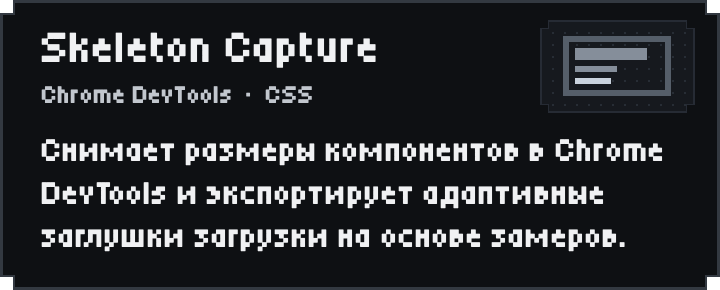 Skeleton Capture
Chrome DevTools · CSS
Снимает размеры компонентов в Chrome
DevTools и экспортирует адаптивные
заглушки загрузки на основе замеров.